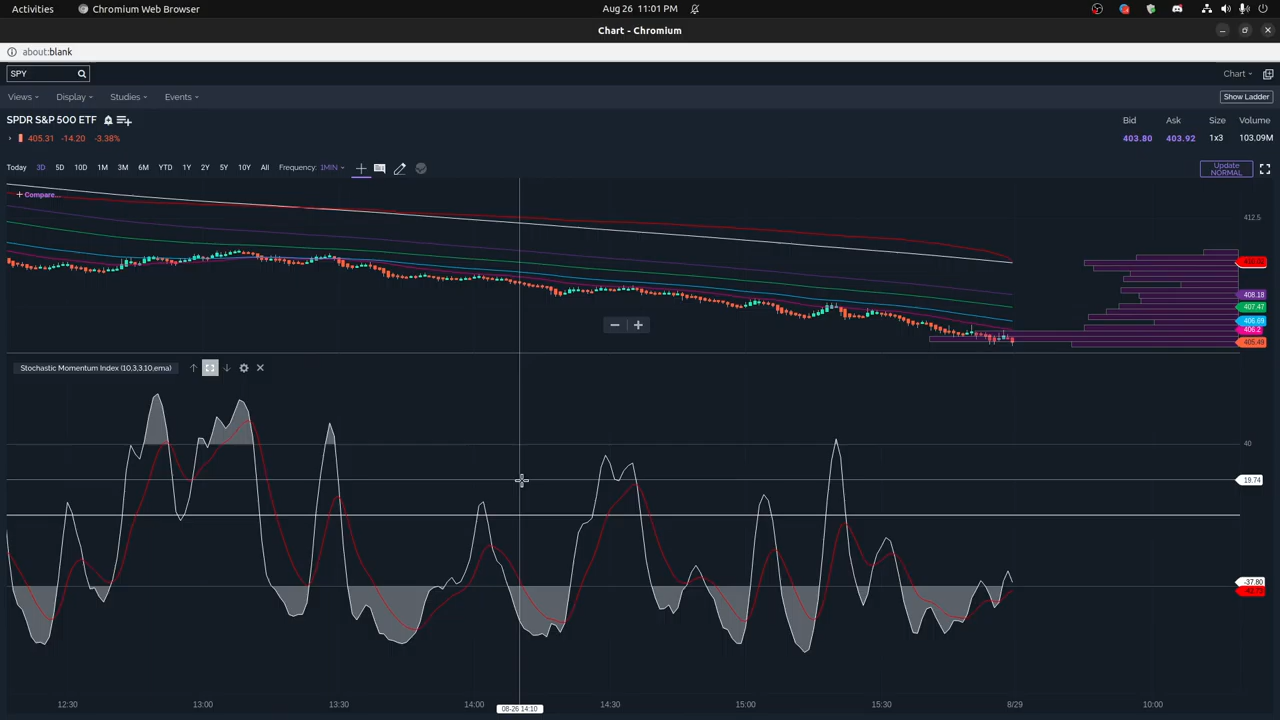 Activities Chromium Web Browser Aug 26 11:01 PM
Chart - Chromium
about:blank
SPY Chart
Views Display Studies Events Show Ladder
SPDR S&P 500 ETF Bid Ask Size Volume
405.31 -14.20 -3.38% 403.80 403.92 1x3 103.09M
Today 3D 5D 10D 1M 3M 6M YTD 1Y 2Y 5Y 10Y All Frequency: 1MIN Update
NORMAL
Compare...
412.5
408.18
407.47
406.69
406.2
405.49
Stochastic Momentum Index (10,3,3,10,ema)
40
19.74
-37.80
12:30 13:00 13:30 14:00 08-26 14:10 14:30 15:00 15:30 8/29 10:00